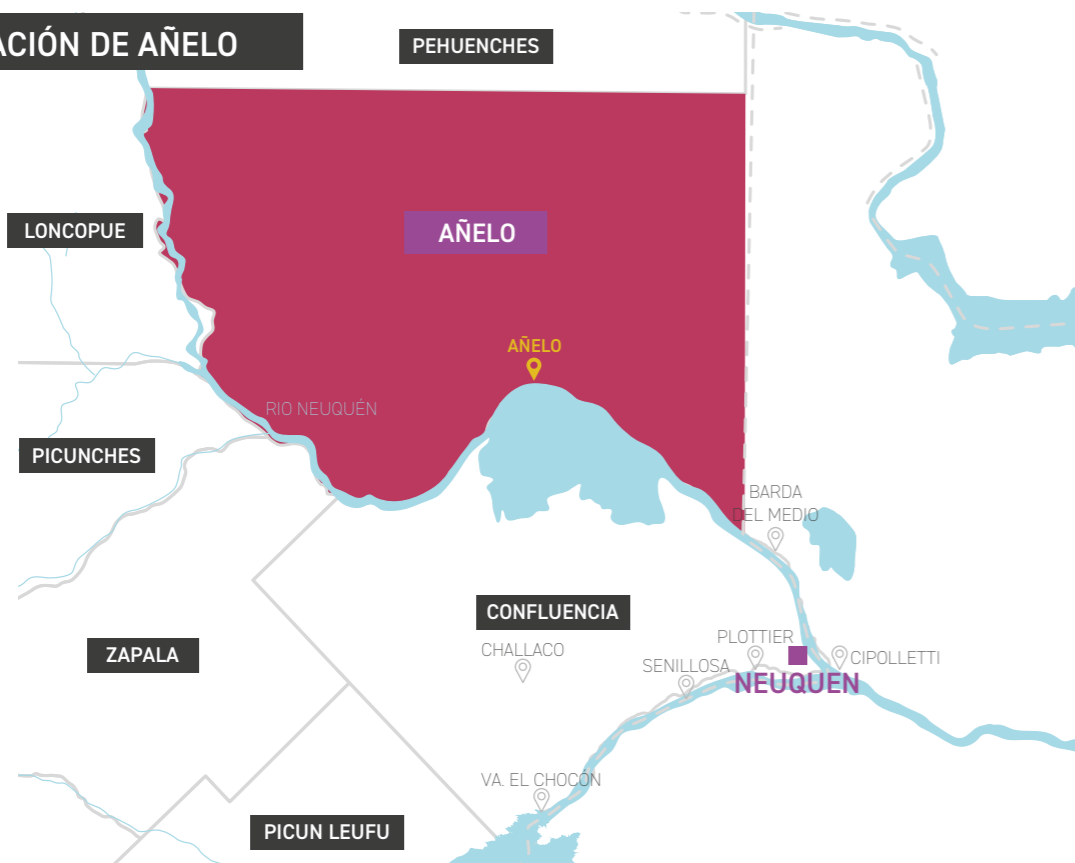 ACIÓN DE AÑELO
PEHUENCHES
LONCOPUE
AÑELO
AÑELO
RIO NEUQUÉN
PICUNCHES
BARDA
DEL MEDIO
CONFLUENCIA
ZAPALA
CHALLACO
PLOTTIER
CIPOLLETTI
SENILLOSA
NEUQUEN
VA. EL CHOCÓN
PICUN LEUFU